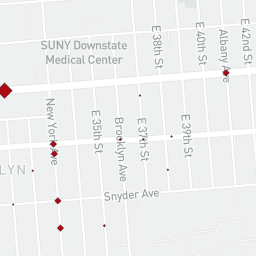 SUNY Downstate
Medical Center
E 38th St
E 40th St
Albany Ave
E 42nd St
New York Ave
E 35th St
Brooklyn Ave
E 37th St
E 39th St
LYN
Snyder Ave